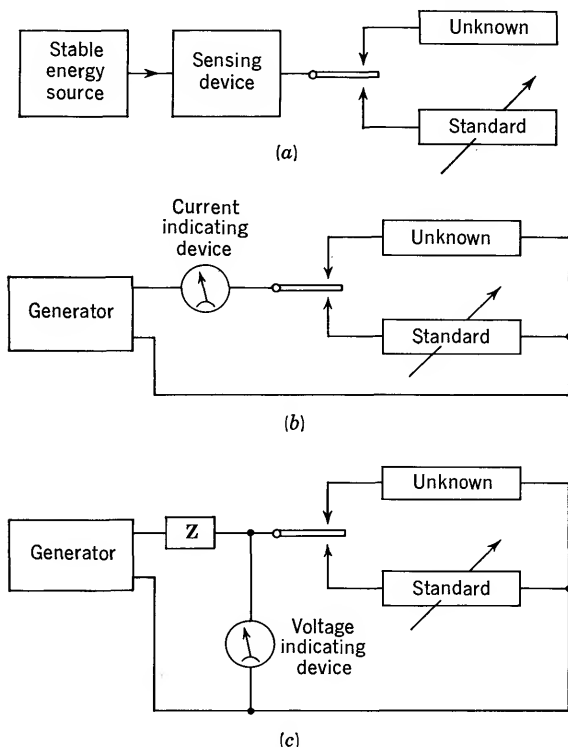 Stable
energy
source
Sensing
device
Unknown
Standard
(a)
Current
indicating
device
Generator
Unknown
Standard
(b)
Generator
Z
Unknown
Standard
Voltage
indicating
device
(c)